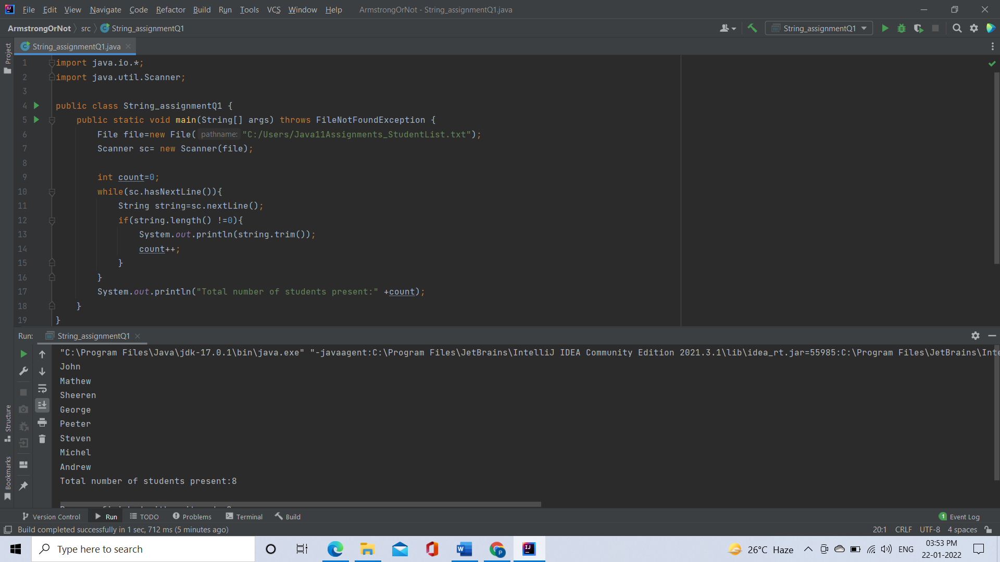 File Edit View Navigate Code Refactor Build Run Tools VCS Window Help ArmstrongOrNot - String_assignmentQ1.java
ArmstrongOrNot src String_assignmentQ1 String_assignmentQ1
Project
String_assignmentQ1.java
1 import java.io.*;
2 import java.util.Scanner;
3
4 public class String_assignmentQ1 {
5 public static void main(String[] args) throws FileNotFoundException {
6 File file=new File( pathname: "C:/Users/Java11Assignments_StudentList.txt");
7 Scanner sc= new Scanner(file);
8
9 int count=0;
10 while(sc.hasNextLine()){
11 String string=sc.nextLine();
12 if(string.length() !=0){
13 System.out.println(string.trim());
14 count++;
15 }
16 }
17 System.out.println("Total number of students present:" +count);
18 }
19 }
Run: String_assignmentQ1
"C:\Program Files\Java\jdk-17.0.1\bin\java.exe" "-javaagent:C:\Program Files\JetBrains\IntelliJ IDEA Community Edition 2021.3.1\lib\idea_rt.jar=55985:C:\Program Files\JetBrains\Inte
John
Mathew
Sheeren
George
Peeter
Steven
Michel
Andrew
Total number of students present:8
Structure
Bookmarks
Version Control Run TODO Problems Terminal Build 1 Event Log
Build completed successfully in 1 sec, 712 ms (5 minutes ago) 20:1 CRLF UTF-8 4 spaces
Type here to search 26°C Haze ENG 03:53 PM
22-01-2022